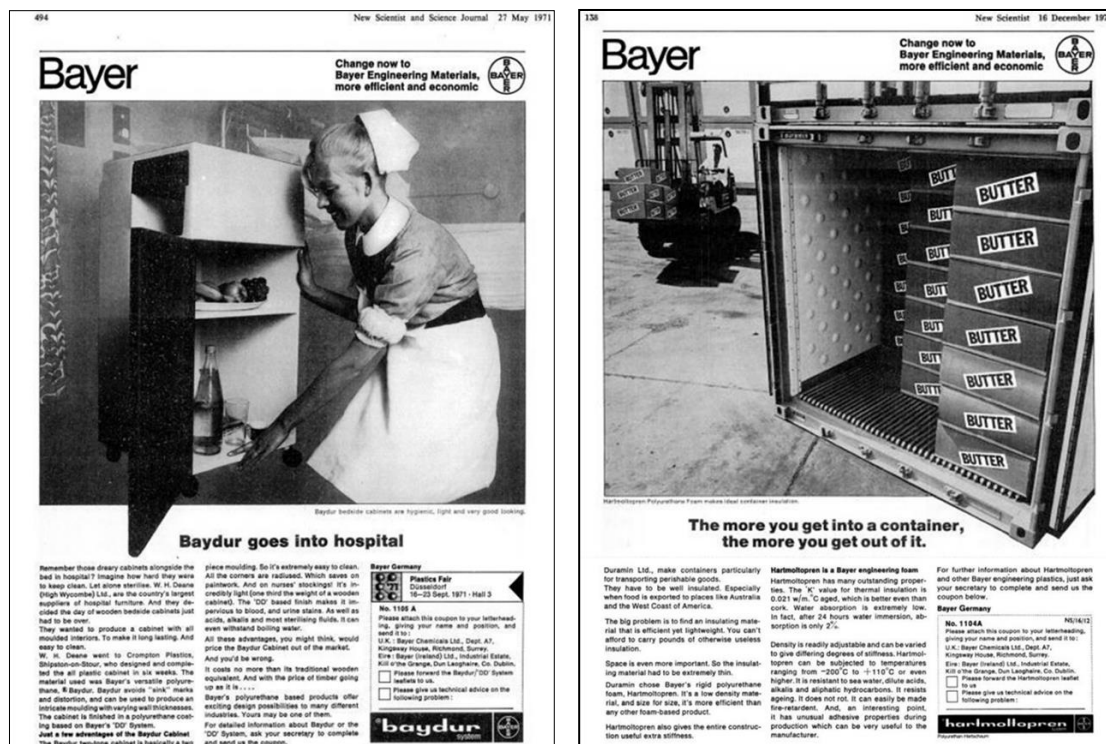 494
New Scientist and Science Journal 27 May 1971
Bayer
Change now to
Bayer Engineering Materials,
more efficient and economic
BAYER
BAYER
Baydur bedside cabinets are hygienic, light and very good looking.
Baydur goes into hospital
Remember those dreary cabinets alongside the
bed in hospital? Imagine how hard they were
to keep clean. Let alone sterilise. W. H. Deane
(High Wycombe) Ltd., are the country's largest
suppliers of hospital furniture. And they de-
cided the day of wooden bedside cabinets just
had to be over.
They wanted to produce a cabinet with all
moulded interiors. To make it long lasting. And
easy to clean.
W. H. Deane went to Crompton Plastics,
Shipston-on-Stour, who designed and comple-
ted the all plastic cabinet in six weeks. The
material used was Bayer's versatile polyure-
thane, ® Baydur. Baydur avoids "sink" marks
and distortion, and can be used to produce an
intricate moulding with varying wall thicknesses.
The cabinet is finished in a polyurethane coat-
ing based on Bayer's "DD" System.
Just a few advantages of the Baydur Cabinet
The Baydur two-tone cabinet is basically a two
piece moulding. So it's extremely easy to clean.
All the corners are radiused. Which saves on
paintwork. And on nurses' stockings! It's in-
credibly light (one third the weight of a wooden
cabinet). The "DD" based finish makes it im-
pervious to blood, and urine stains. As well as
acids, alkalis and most sterilising fluids. It can
even withstand boiling water.
All these advantages, you might think, would
price the Baydur Cabinet out of the market.
And you'd be wrong.
It costs no more than its traditional wooden
equivalent. And with the price of timber going
up as it is....
Bayer's polyurethane based products offer
exciting design possibilities to many different
industries. Yours may be one of them.
For detailed information about Baydur or the
"DD" System, ask your secretary to complete
and send us the coupon.
Bayer Germany
Plastics Fair
Düsseldorf
16–23 Sept. 1971 · Hall 3
No. 1105 A
Please attach this coupon to your letterhead-
ing, giving your name and position, and
send it to:
U.K.: Bayer Chemicals Ltd., Dept. A7,
Kingsway House, Richmond, Surrey.
Eire: Bayer (Ireland) Ltd., Industrial Estate,
Kill o'the Grange, Dun Laoghaire, Co. Dublin.
Please forward the Baydur/"DD" System
leaflets to us.
Please give us technical advice on the
following problem:
baydur
system
138
New Scientist 16 December 197
Bayer
Change now to
Bayer Engineering Materials,
more efficient and economic
BAYER
BAYER
duramin
BUTTER
BUTTER
BUTTER
BUTTER
BUTTER
BUTTER
BUTTER
BUTTER
Hartmoltopren Polyurethane Foam makes ideal container insulation.
The more you get into a container,
the more you get out of it.
Duramin Ltd., make containers particularly
for transporting perishable goods.
They have to be well insulated. Especially
when food is exported to places like Australia
and the West Coast of America.
The big problem is to find an insulating mate-
rial that is efficient yet lightweight. You can't
afford to carry pounds of otherwise useless
insulation.
Space is even more important. So the insulat-
ing material had to be extremely thin.
Duramin chose Bayer's rigid polyurethane
foam, Hartmoltopren. It's a low density mate-
rial, and size for size, it's more efficient than
any other foam-based product.
Hartmoltopren also gives the entire construc-
tion useful extra stiffness.
Hartmoltopren is a Bayer engineering foam
Hartmoltopren has many outstanding proper-
ties. The 'K' value for thermal insulation is
0.021 w/m.°C aged, which is better even than
cork. Water absorption is extremely low.
In fact, after 24 hours water immersion, ab-
sorption is only 2%.
Density is readily adjustable and can be varied
to give differing degrees of stiffness. Hartmol-
topren can be subjected to temperatures
ranging from -200°C to +110°C or even
higher. It is resistant to sea water, dilute acids,
alkalis and aliphatic hydrocarbons. It resists
ageing. It does not rot. It can easily be made
fire-retardent. And, an interesting point,
it has unusual adhesive properties during
production which can be very useful to the
manufacturer.
For further information about Hartmoltopren
and other Bayer engineering plastics, just ask
your secretary to complete and send us the
coupon below.
Bayer Germany
No. 1104A
NS/16/12
Please attach this coupon to your letterheading,
giving your name and position, and send it to:
U.K.: Bayer Chemicals Ltd., Dept. A7,
Kingsway House, Richmond, Surrey.
Eire: Bayer (Ireland) Ltd., Industrial Estate,
Kill o'the Grange, Dun Laoghaire, Co. Dublin.
Please forward the Hartmoltopren leaflet
to us
Please give us technical advice on the
following problem:
hartmoltopren
Polyurethan-Hartschaum